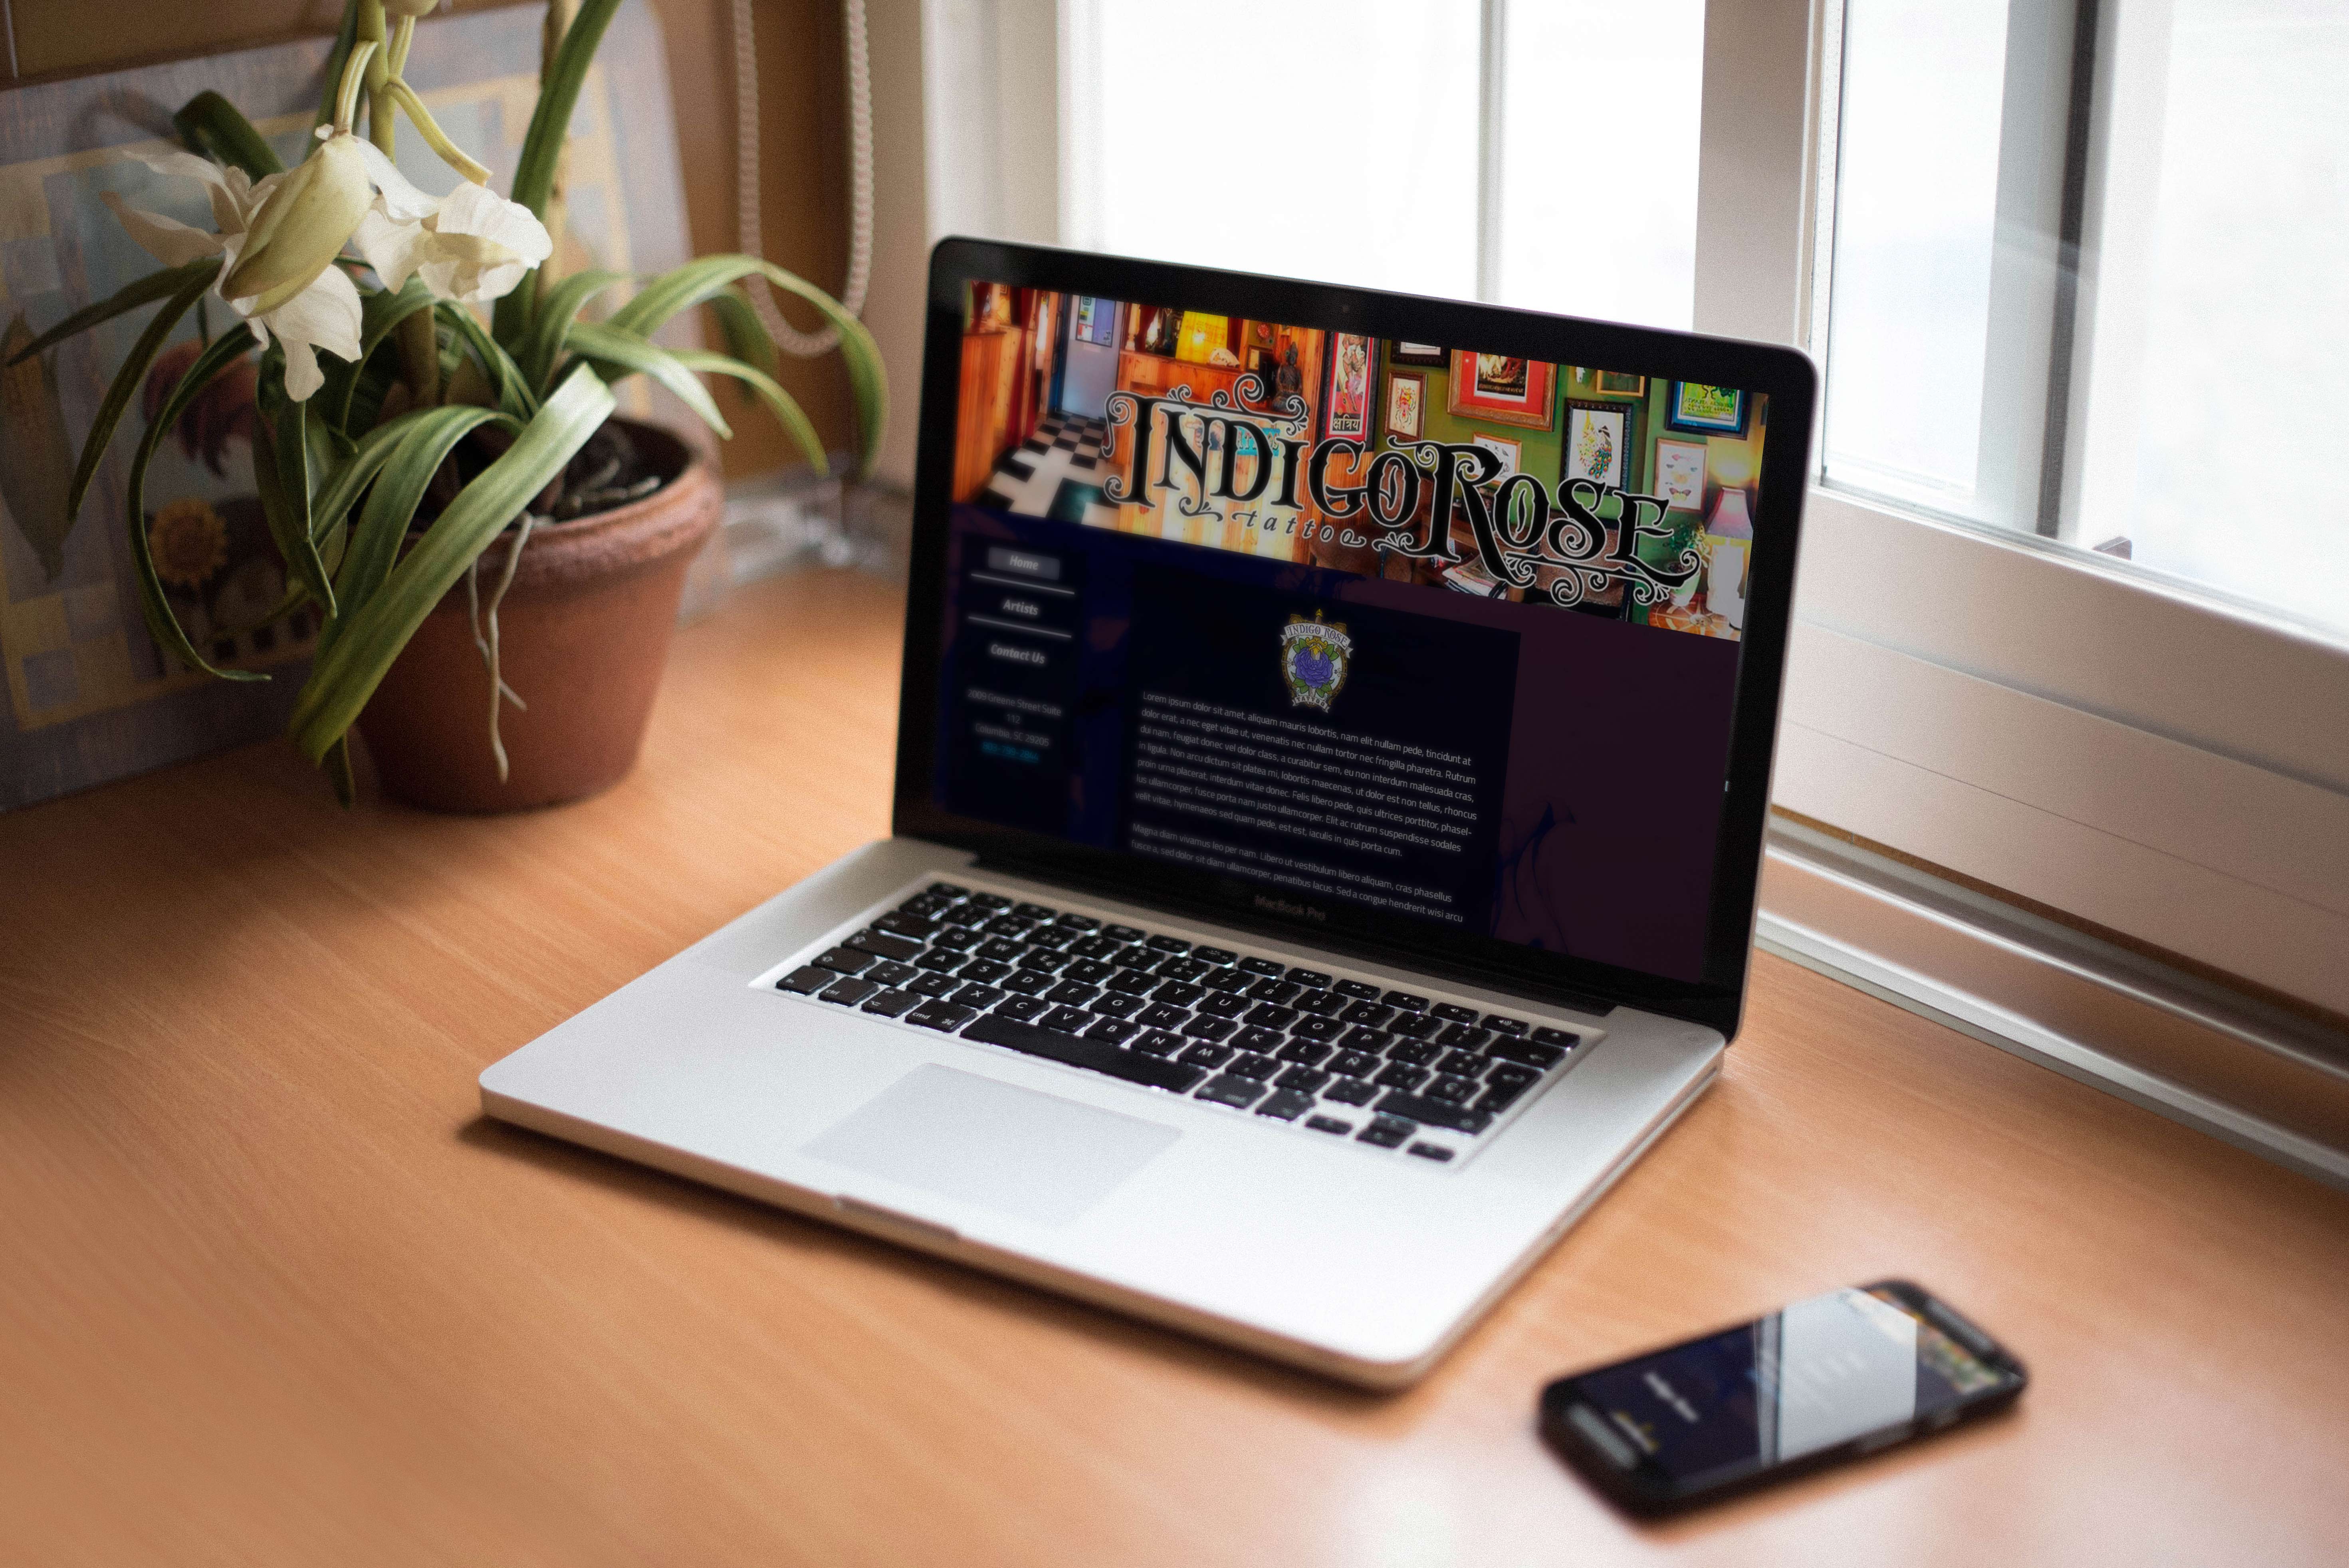 क्षत्रिय
INDIGO ROSE
tattoo
Home
Artists
Contact Us
Greene Street Suite
112
Columbia, SC 29205
INDIGO ROSE
TATTOO
Lorem ipsum dolor sit amet, aliquam mauris lobortis, nam elit nullam pede, tincidunt at
dolor erat, a nec eget vitae ut, venenatis nec nullam tortor nec fringilla pharetra. Rutrum
dui nam, feugiat donec vel dolor class, a curabitur sem, eu non interdum malesuada cras,
in ligula. Non arcu dictum sit platea mi, lobortis maecenas, ut dolor est non tellus, rhoncus
proin urna placerat, interdum vitae donec. Felis libero pede, quis ultrices porttitor, phasel-
lus ullamcorper, fusce porta nam justo ullamcorper. Elit ac rutrum suspendisse sodales
velit vitae, hymenaeos sed quam pede, est est, iaculis in quis porta cum.
Magna diam vivamus leo per nam. Libero ut vestibulum libero aliquam, cras phasellus
fusce a, sed dolor sit diam ullamcorper, penatibus lacus. Sed a congue hendrerit wisi arcu
MacBook Pro
Q W E R T Y U I O P
A S D F G H J K L Ñ
Z X C V B N M
cmd